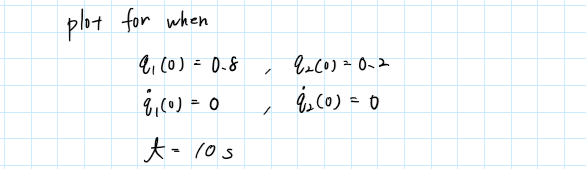 plot for when
q₁(0) = 0.8 , q₂(0) = 0.2
q̇₁(0) = 0 , q̇₂(0) = 0
t = 10 s